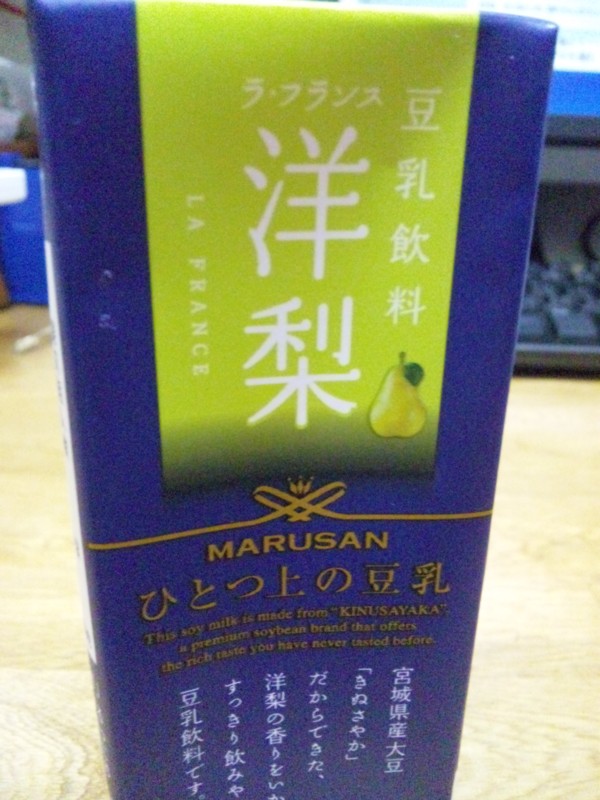 豆乳飲料
ラ・フランス
洋梨
LA FRANCE
MARUSAN
ひとつ上の豆乳
This soy milk is made from "KINUSAYAKA",
a premium soybean brand that offers
the rich taste you have never tasted before.
宮城県産大豆
「きぬさやか」
だからできた、
洋梨の香りをいか
すっきり飲みや
豆乳飲料です。